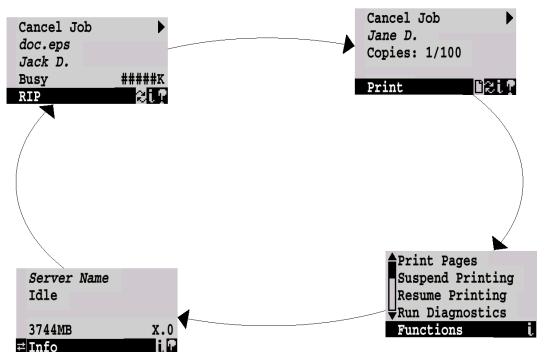 Cancel Job
doc.eps
Jack D.
Busy #####K
RIP
Cancel Job
Jane D.
Copies: 1/100
Print
Server Name
Idle
3744MB X.0
Info
Print Pages
Suspend Printing
Resume Printing
Run Diagnostics
Functions